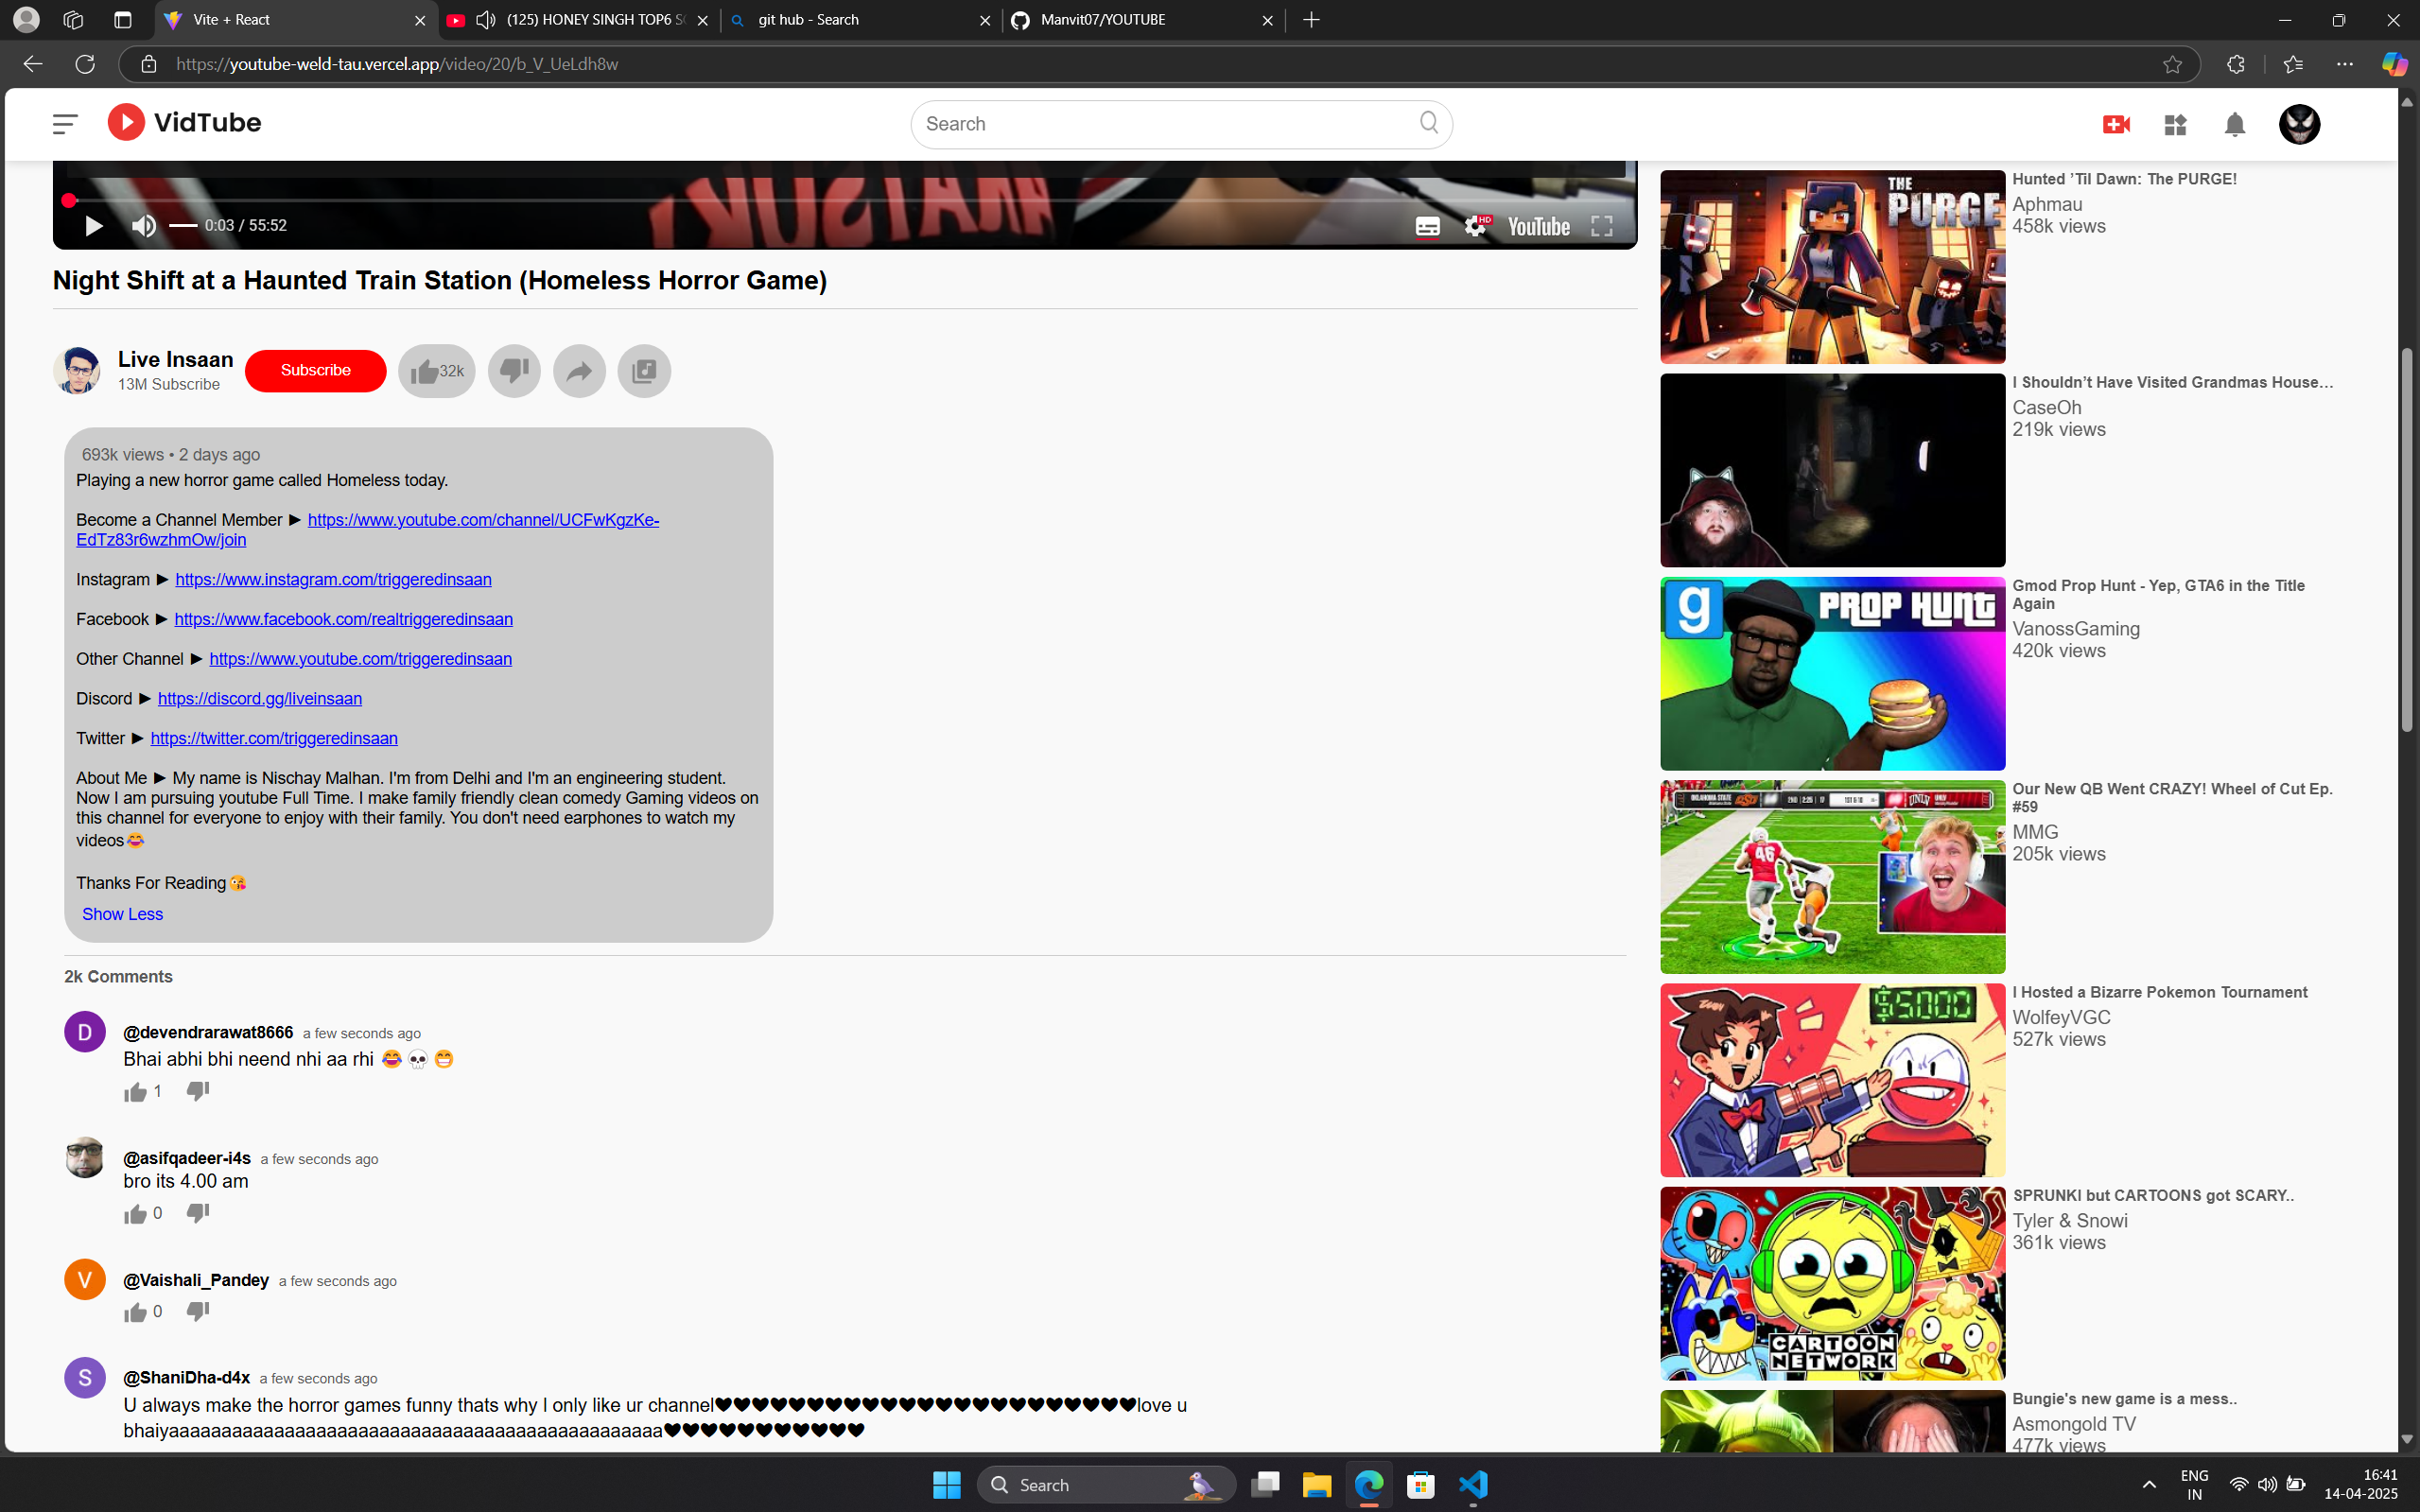 Vite + React
(125) HONEY SINGH TOP6 S
git hub - Search
Manvit07/YOUTUBE
https://youtube-weld-tau.vercel.app/video/20/b_V_UeLdh8w
VidTube
Search
0:03 / 55:52
HD
YouTube
Night Shift at a Haunted Train Station (Homeless Horror Game)
Live Insaan
13M Subscribe
Subscribe
32k
693k views • 2 days ago
Playing a new horror game called Homeless today.
Become a Channel Member ► https://www.youtube.com/channel/UCFwKgzKe-
EdTz83r6wzhmOw/join
Instagram ► https://www.instagram.com/triggeredinsaan
Facebook ► https://www.facebook.com/realtriggeredinsaan
Other Channel ► https://www.youtube.com/triggeredinsaan
Discord ► https://discord.gg/liveinsaan
Twitter ► https://twitter.com/triggeredinsaan
About Me ► My name is Nischay Malhan. I'm from Delhi and I'm an engineering student.
Now I am pursuing youtube Full Time. I make family friendly clean comedy Gaming videos on
this channel for everyone to enjoy with their family. You don't need earphones to watch my
videos😂
Thanks For Reading😘
Show Less
2k Comments
D
@devendrarawat8666 a few seconds ago
Bhai abhi bhi neend nhi aa rhi 😂💀😁
1
@asifqadeer-i4s a few seconds ago
bro its 4.00 am
0
V
@Vaishali_Pandey a few seconds ago
0
S
@ShaniDha-d4x a few seconds ago
U always make the horror games funny thats why I only like ur channel♥♥♥♥♥♥♥♥♥♥♥♥♥♥♥♥♥♥♥♥♥♥♥love u
bhaiyaaaaaaaaaaaaaaaaaaaaaaaaaaaaaaaaaaaaaaaaaaaaaaa♥♥♥♥♥♥♥♥♥♥♥
THE
PURGE
Hunted ’Til Dawn: The PURGE!
Aphmau
458k views
I Shouldn’t Have Visited Grandmas House…
CaseOh
219k views
g
PROP HUNT
Gmod Prop Hunt - Yep, GTA6 in the Title
Again
VanossGaming
420k views
46
Our New QB Went CRAZY! Wheel of Cut Ep.
#59
MMG
205k views
$5000
I Hosted a Bizarre Pokemon Tournament
WolfeyVGC
527k views
CARTOON
NETWORK
SPRUNKI but CARTOONS got SCARY..
Tyler & Snowi
361k views
Bungie's new game is a mess..
Asmongold TV
477k views
Search
ENG
IN
16:41
14-04-2025